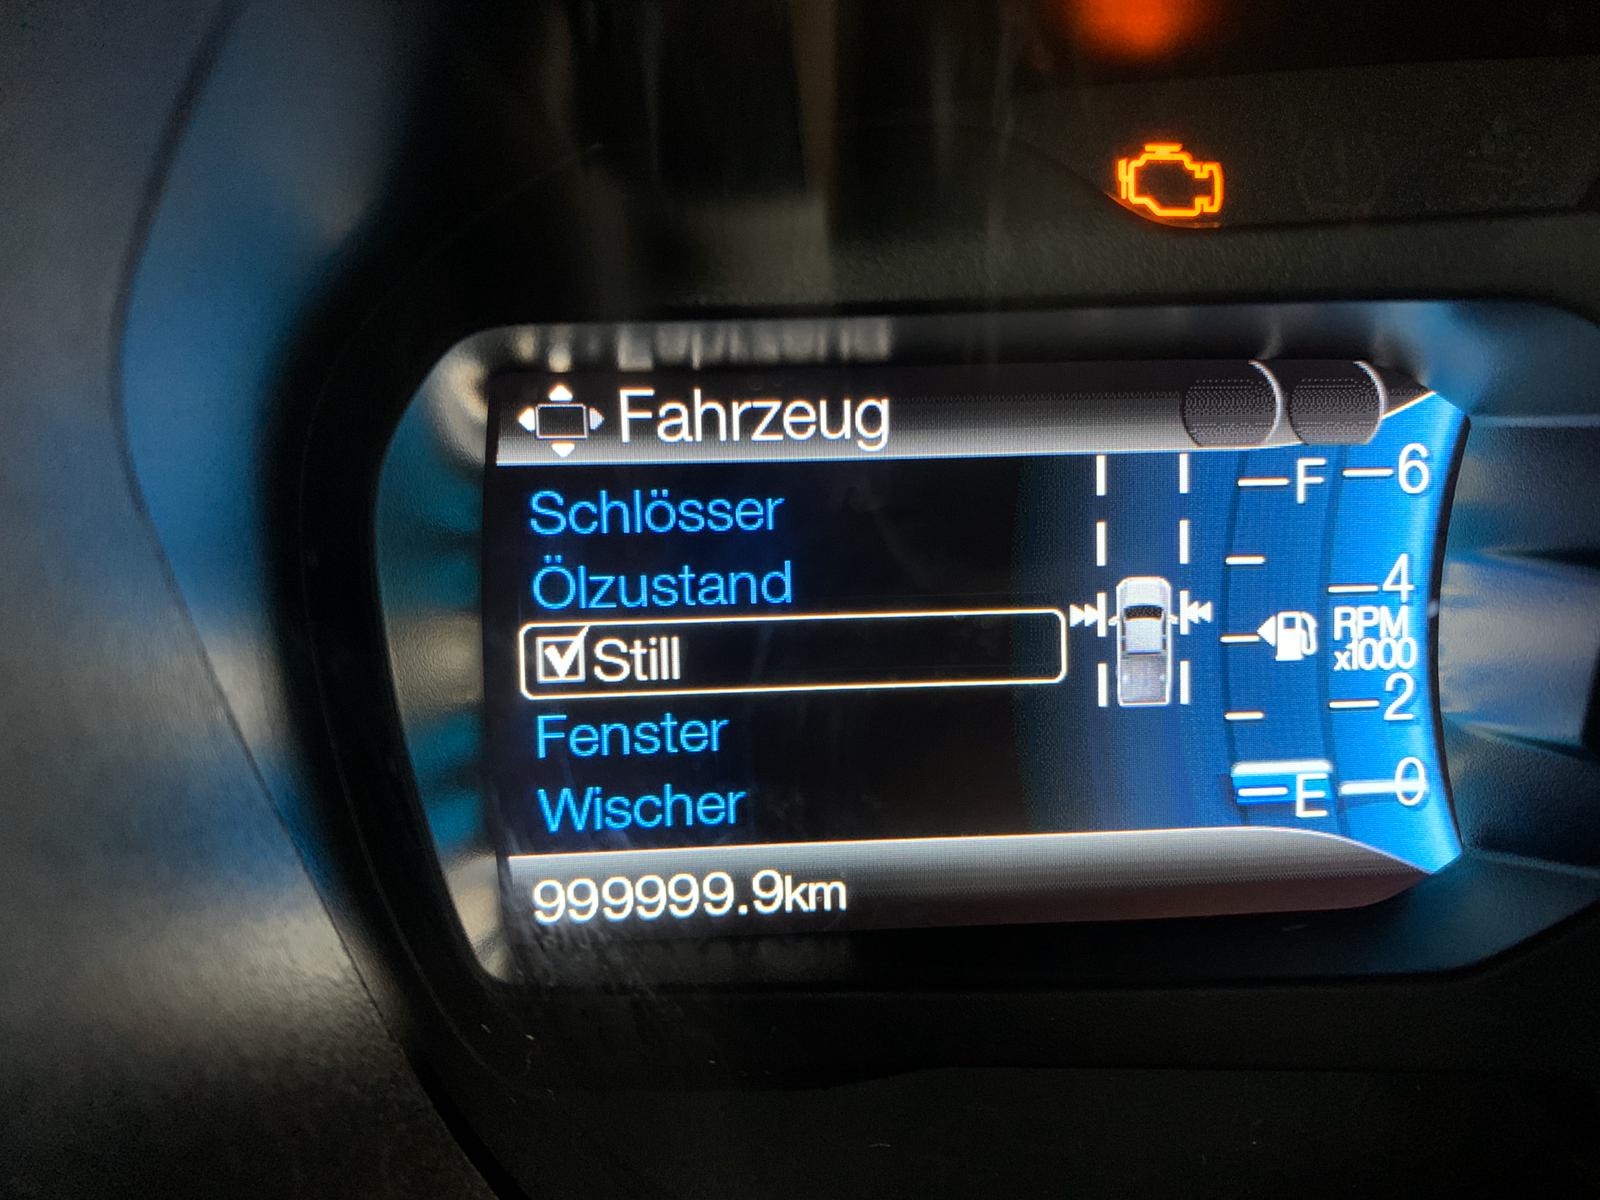 Fahrzeug
Schlösser
Ölzustand
Still
Fenster
Wischer
999999.9km
F
E
6
4
RPM
x1000
2
0